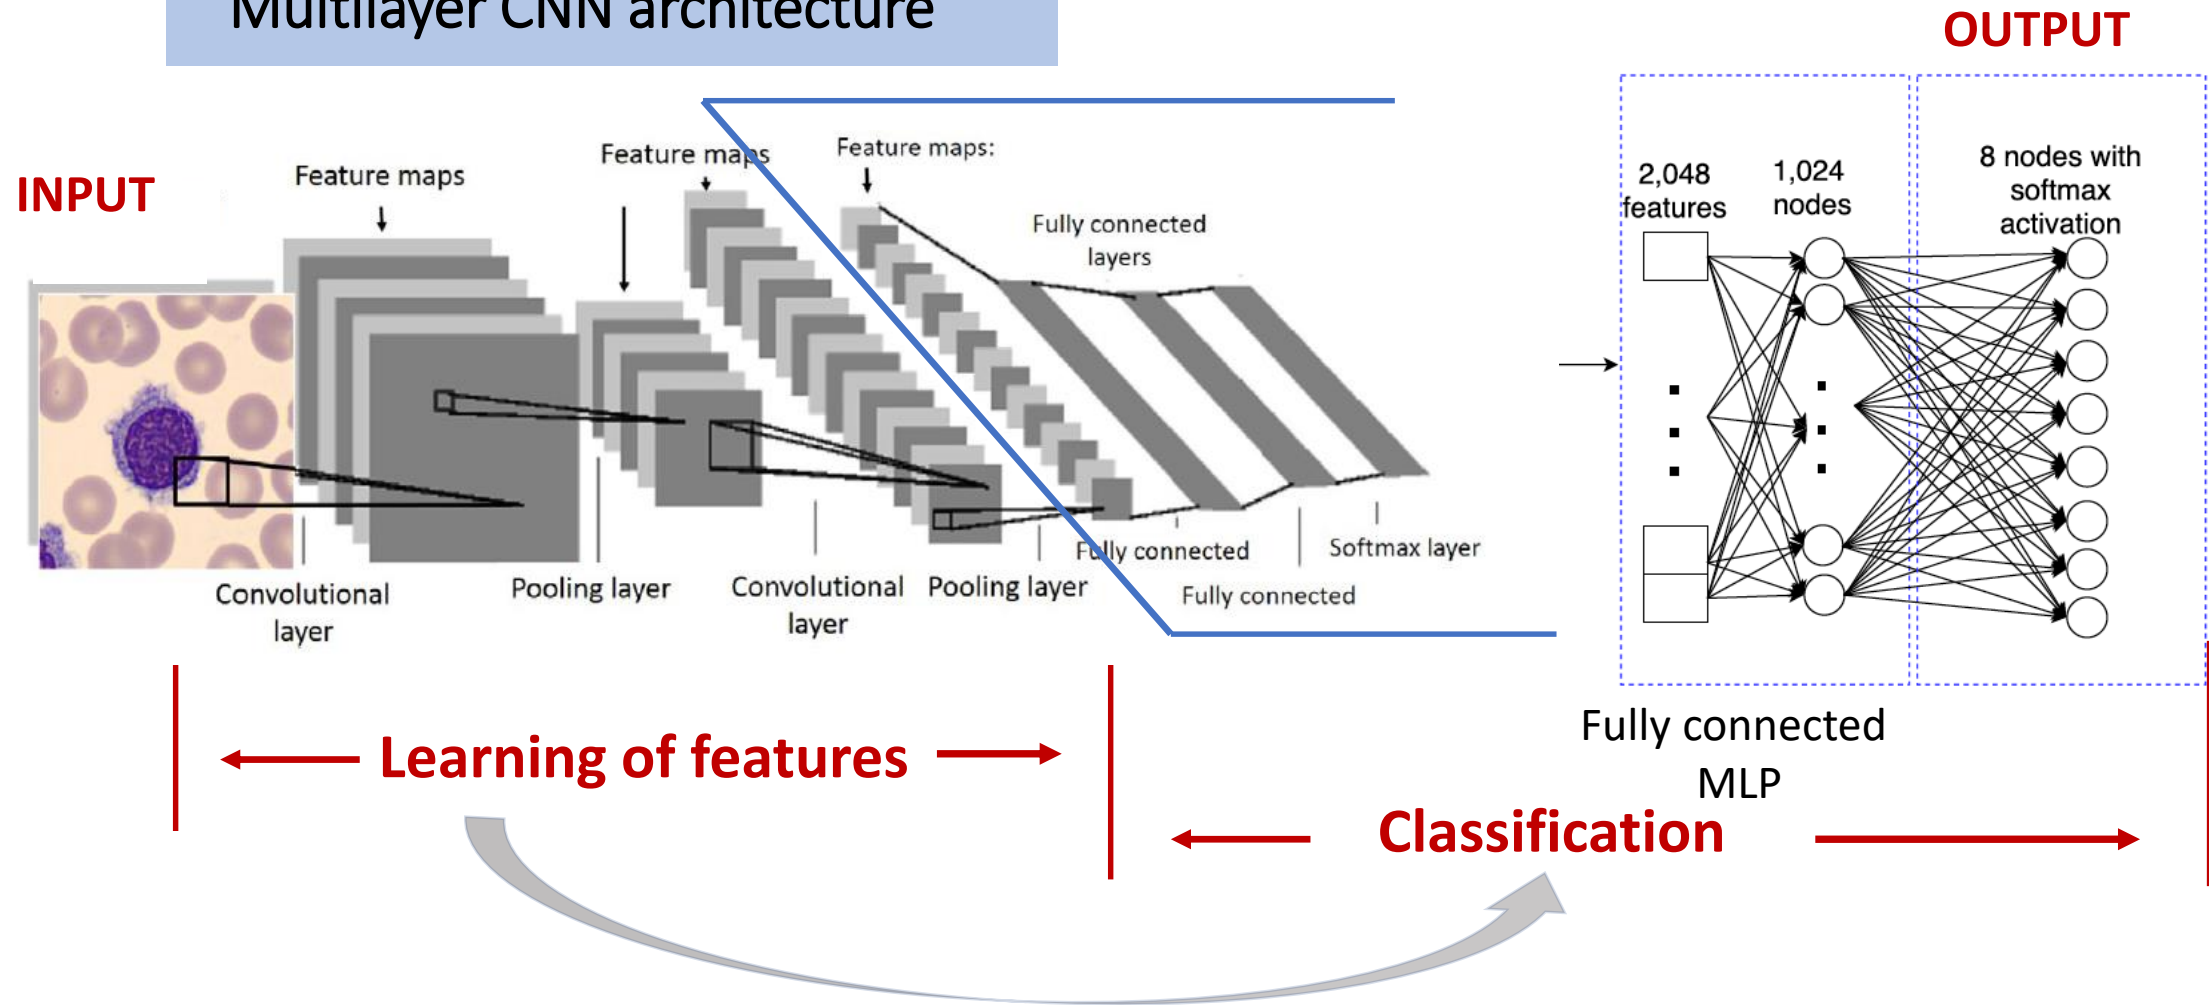 Multilayer CNN architecture
OUTPUT
INPUT
Feature maps
Feature maps
Feature maps:
Fully connected
layers
2,048
features
1,024
nodes
8 nodes with
softmax
activation
Convolutional
layer
Pooling layer
Convolutional
layer
Pooling layer
Fully connected
Fully connected
Softmax layer
Fully connected
MLP
Learning of features
Classification